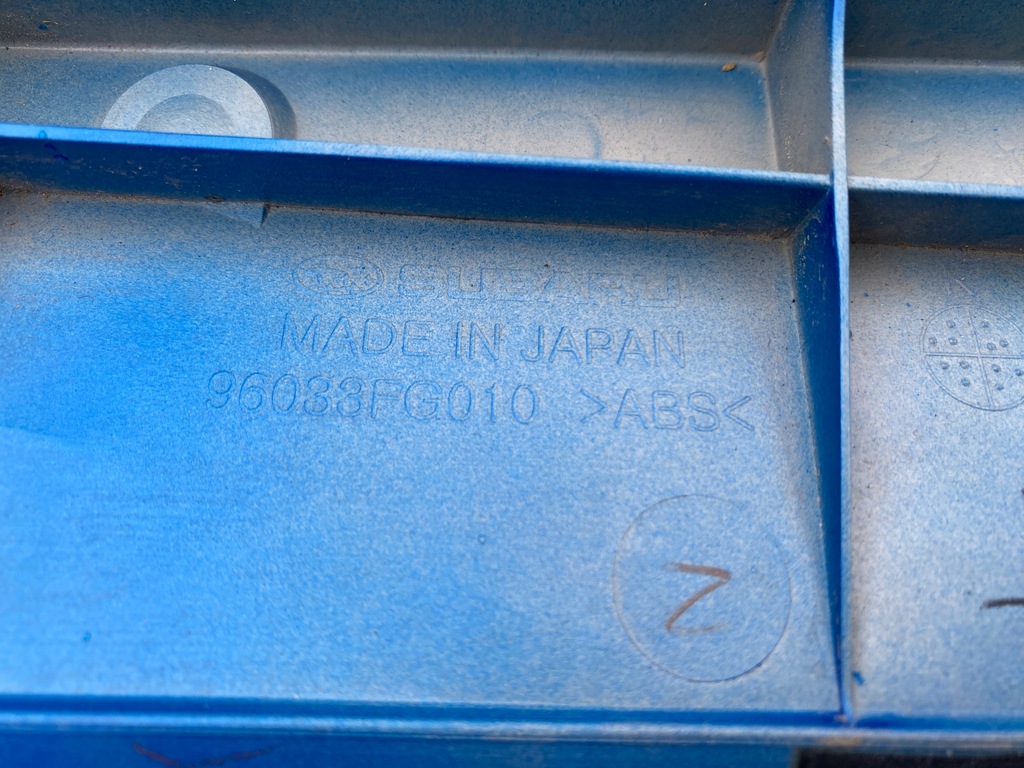 SUBARU
MADE IN JAPAN
96033FG010 >ABS<
Z